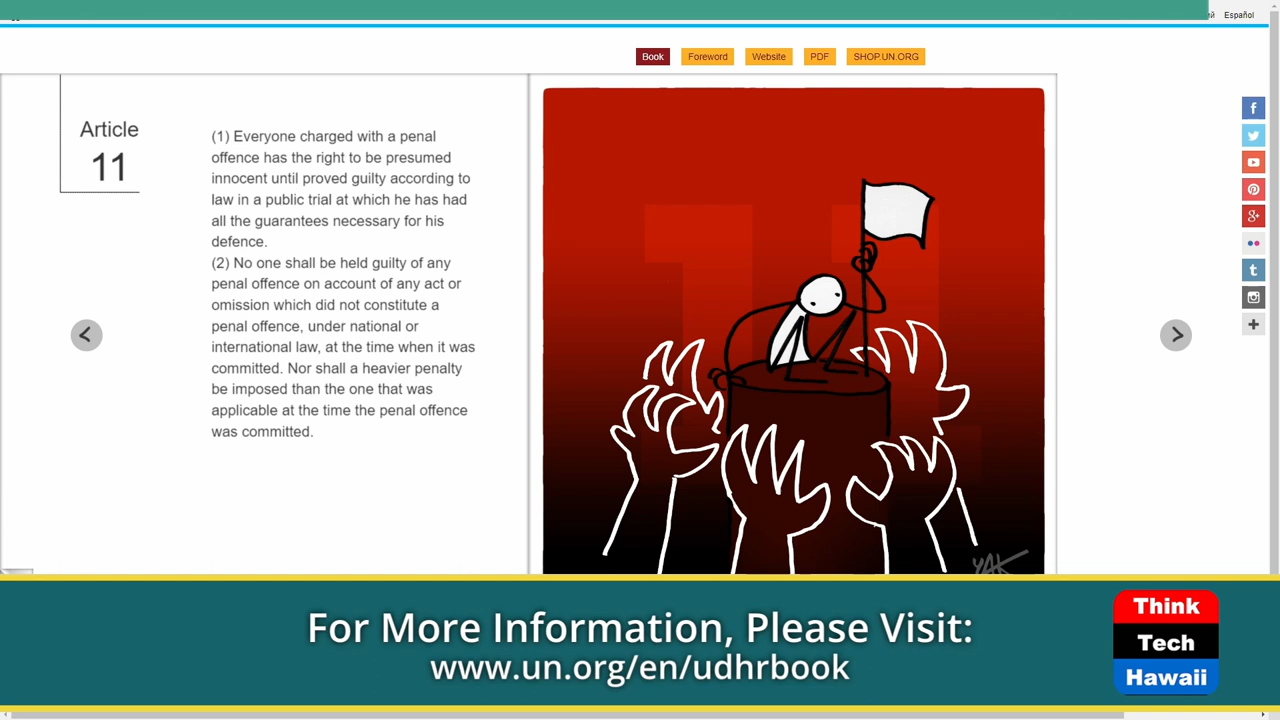 Español
Book Foreword Website PDF SHOP.UN.ORG
Article
11
(1) Everyone charged with a penal
offence has the right to be presumed
innocent until proved guilty according to
law in a public trial at which he has had
all the guarantees necessary for his
defence.
(2) No one shall be held guilty of any
penal offence on account of any act or
omission which did not constitute a
penal offence, under national or
international law, at the time when it was
committed. Nor shall a heavier penalty
be imposed than the one that was
applicable at the time the penal offence
was committed.
11
YAK
For More Information, Please Visit:
www.un.org/en/udhrbook
Think
Tech
Hawaii